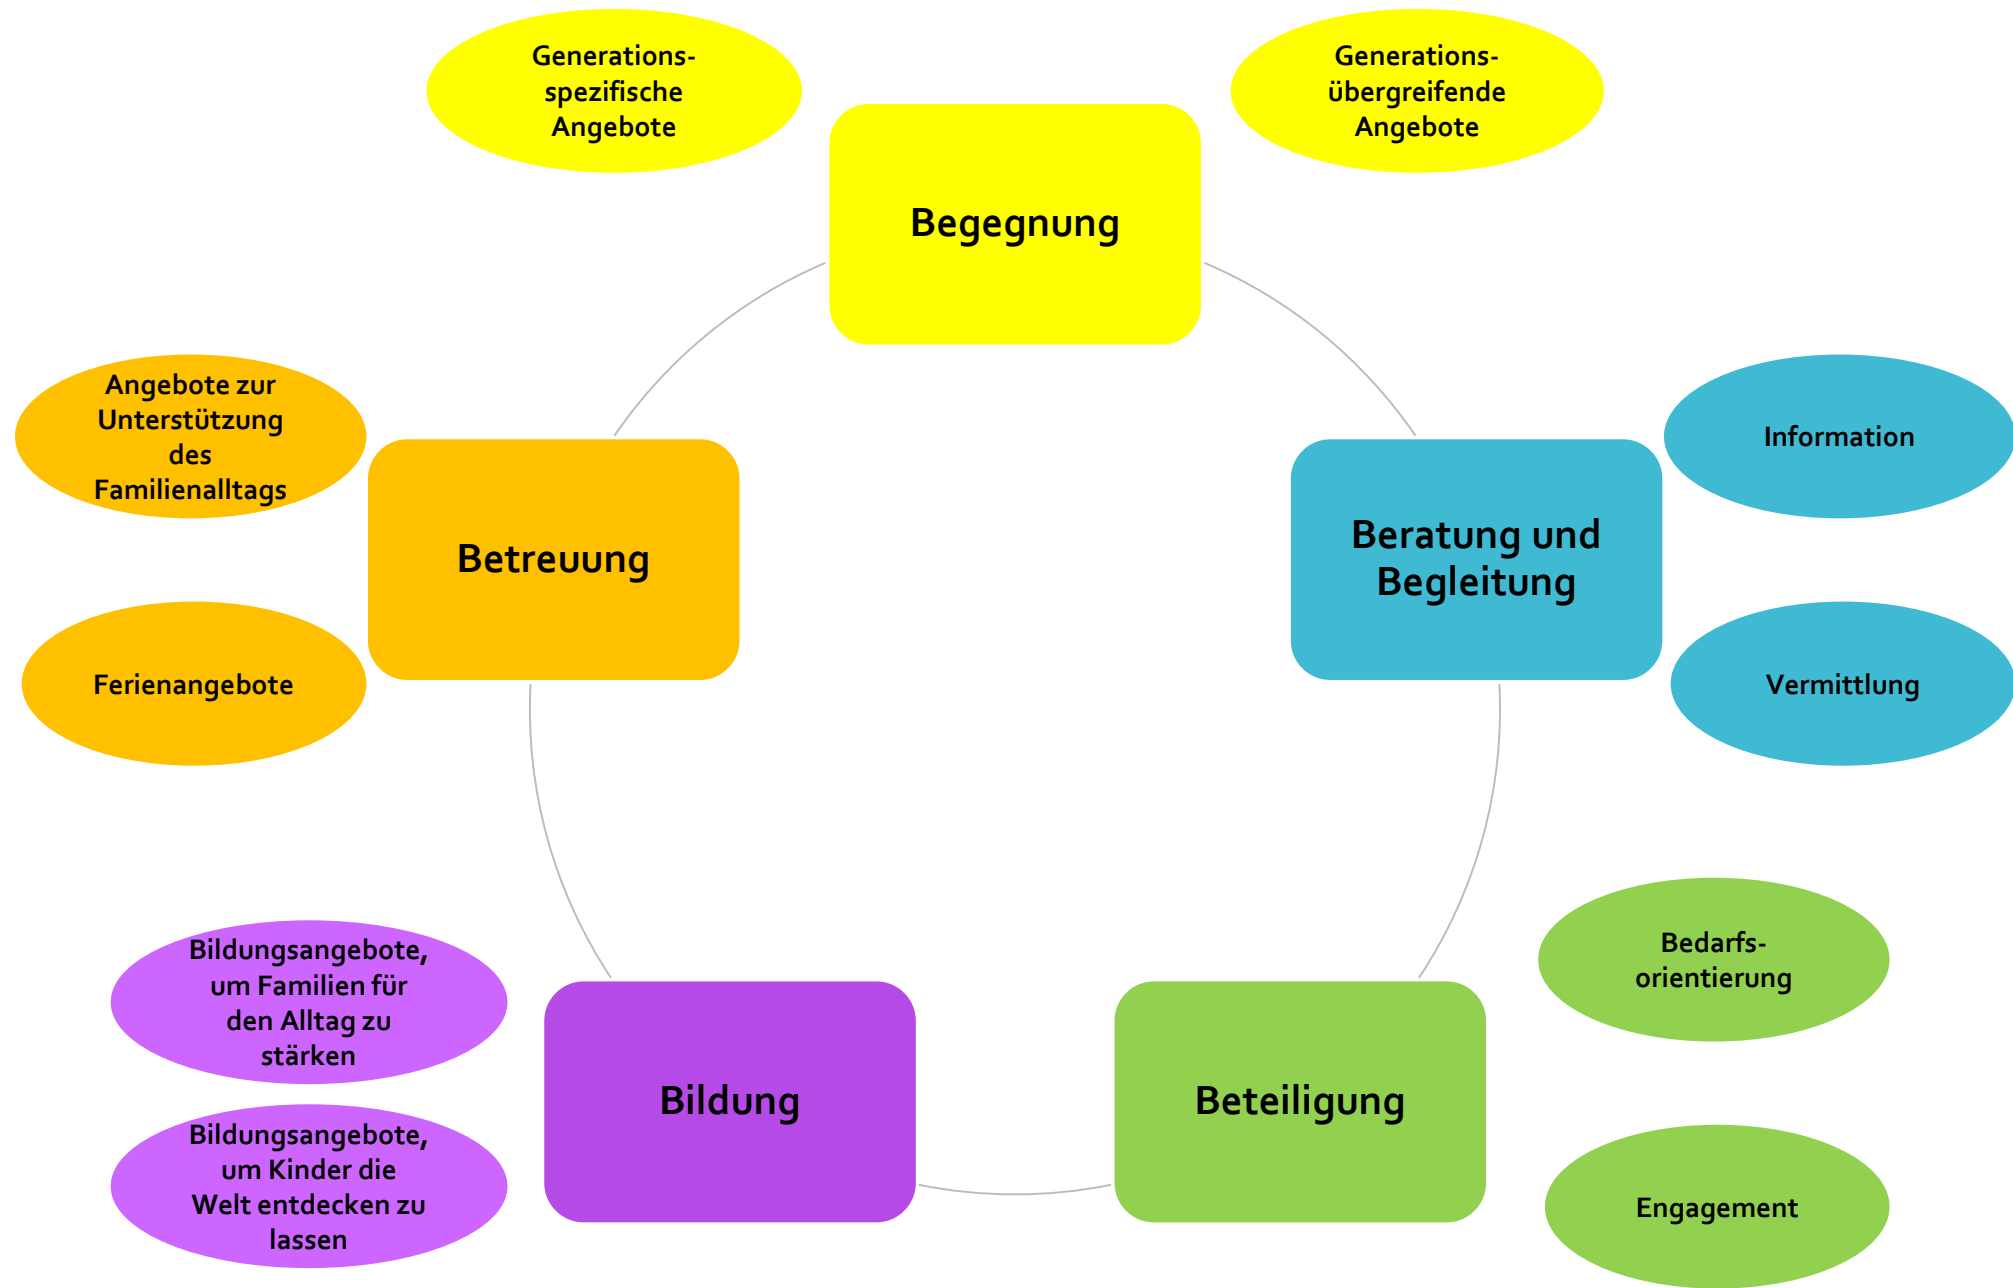 Generations-
spezifische
Angebote
Generations-
übergreifende
Angebote
Begegnung
Angebote zur
Unterstützung
des
Familienalltags
Information
Betreuung
Beratung und
Begleitung
Ferienangebote
Vermittlung
Bildungsangebote,
um Familien für
den Alltag zu
stärken
Bedarfs-
orientierung
Bildung
Beteiligung
Bildungsangebote,
um Kinder die
Welt entdecken zu
lassen
Engagement